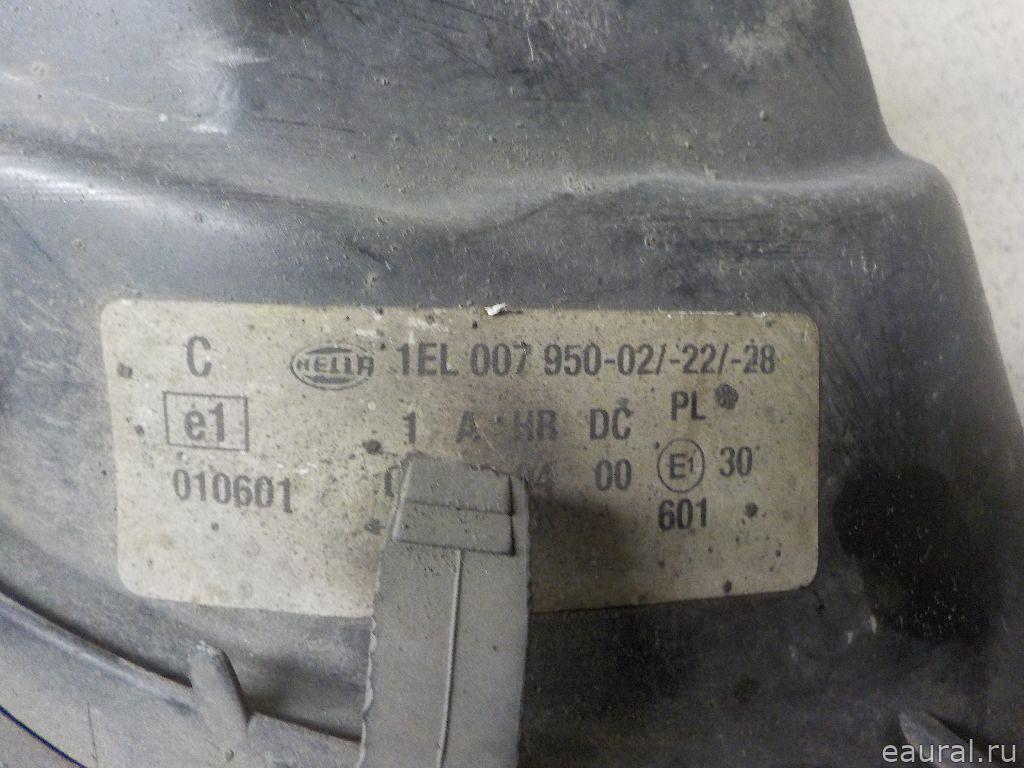 C HELLA 1EL 007 950-02/-22/-28
e1 1 A HR DC PL
010601 04 00 E1 30
601
eaural.ru